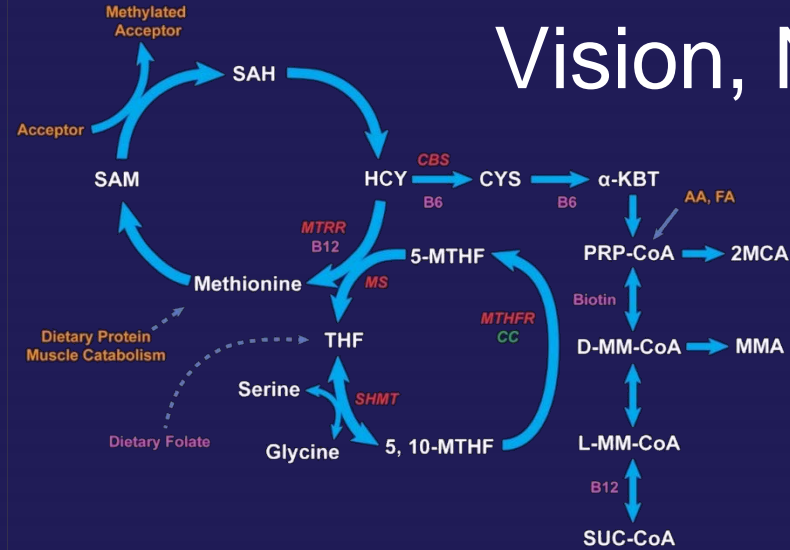 Vision,
Methylated
Acceptor
SAH
Acceptor
SAM
HCY
CBS
B6
CYS
B6
α-KBT
AA, FA
MTRR
B12
5-MTHF
PRP-CoA
2MCA
Methionine
MS
Biotin
MTHFR
CC
Dietary Protein
Muscle Catabolism
THF
D-MM-CoA
MMA
Serine
SHMT
Dietary Folate
Glycine
5, 10-MTHF
L-MM-CoA
B12
SUC-CoA